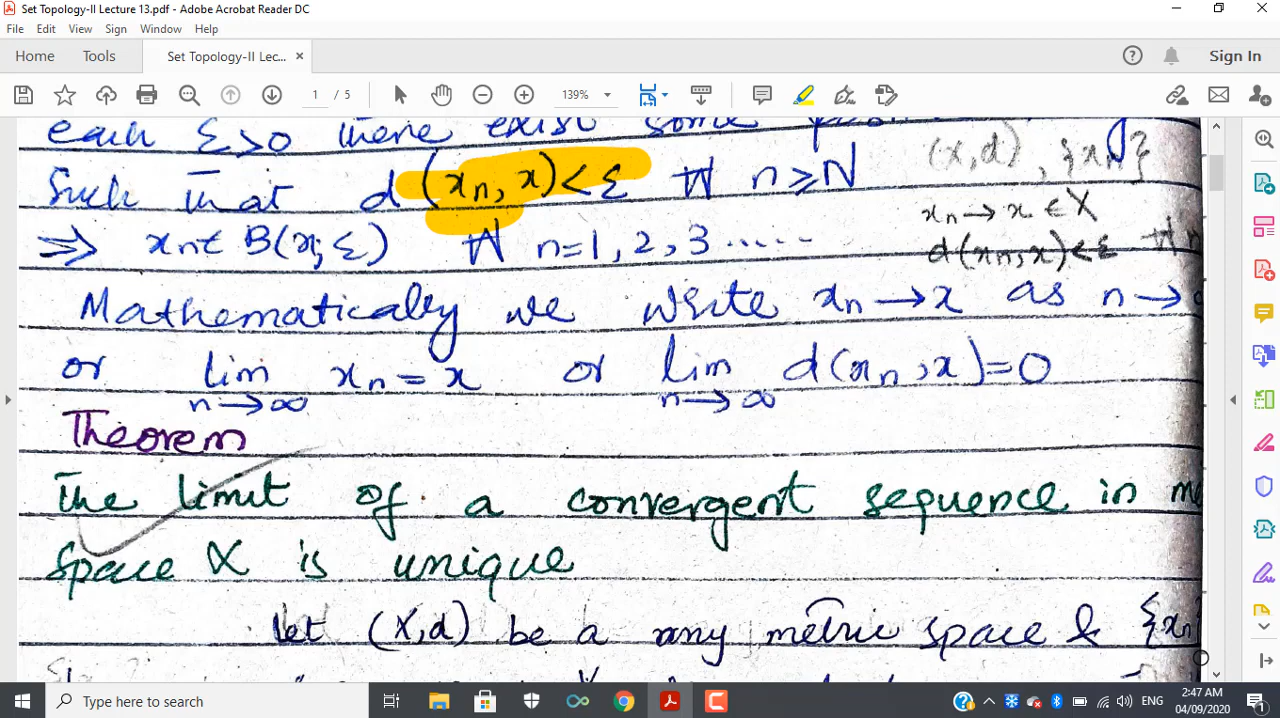 Set Topology-II Lecture 13.pdf - Adobe Acrobat Reader DC
File Edit View Sign Window Help
Home Tools Set Topology-II Lec... × Sign In
1 / 5 139%
each ε>0 there exist some
Such that d(xn, x)<ε ∀ n≥N
⇒ xn∈ B(x; ε) ∀ n=1, 2, 3 ......
(X,d), {xn}
xn→x ∈X
d(xn,x)<ε ∀ n
Mathematically we write xn→x as n→
or lim n→∞ xn=x or lim n→∞ d(xn,x)=0
Theorem
The limit of a convergent sequence in me
space X is unique
let (X,d) be a any metric space & {xn}
Type here to search
ENG
2:47 AM
04/09/2020
1